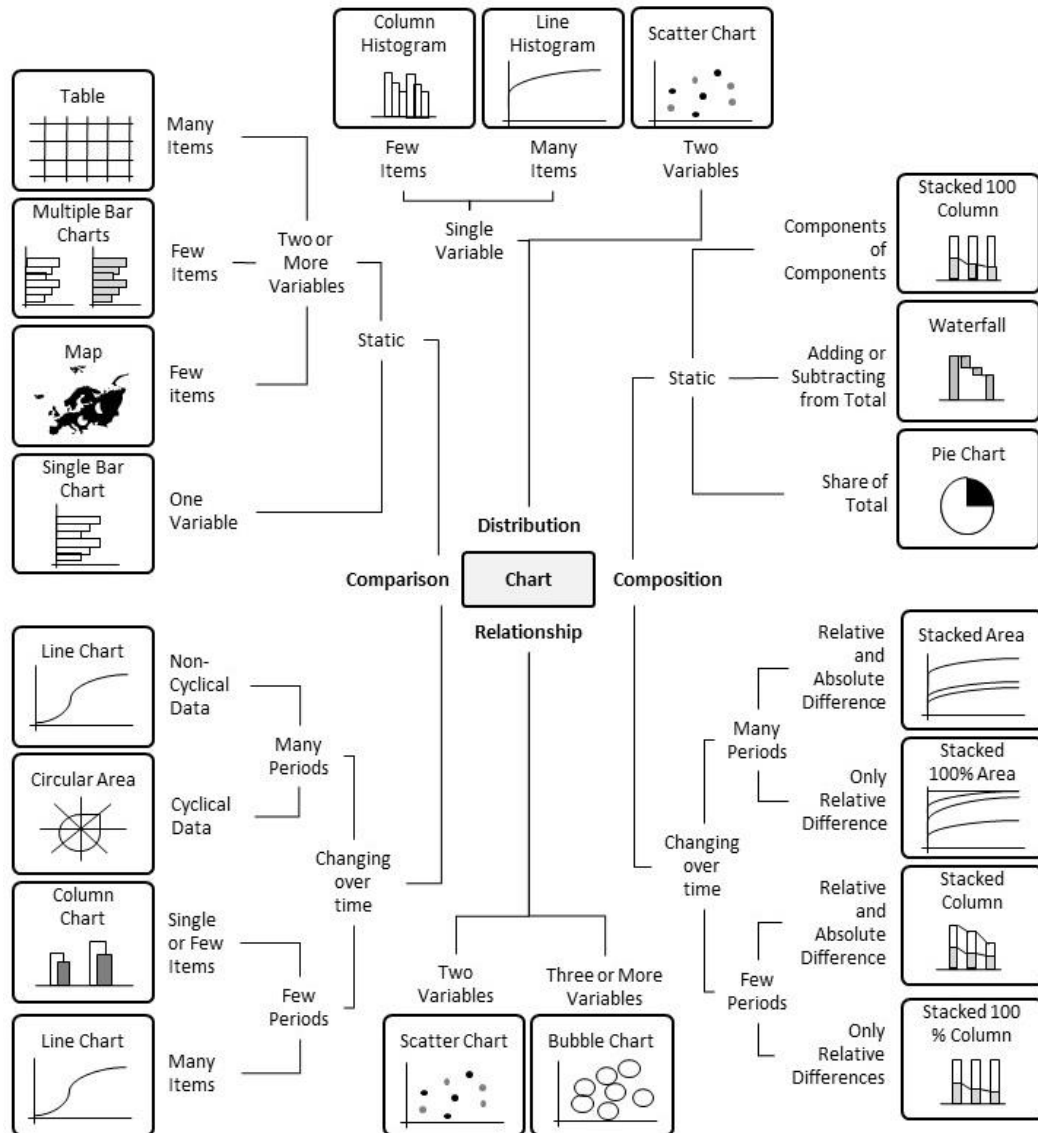 Column
Histogram
Line
Histogram
Scatter Chart
Few
Items
Many
Items
Two
Variables
Single
Variable
Table
Many
Items
Multiple Bar
Charts
Few
Items
Two or
More
Variables
Map
Few
items
Static
Single Bar
Chart
One
Variable
Components
of
Components
Stacked 100
Column
Static
Adding or
Subtracting
from Total
Waterfall
Share of
Total
Pie Chart
Distribution
Comparison
Chart
Composition
Relationship
Line Chart
Non-
Cyclical
Data
Many
Periods
Circular Area
Cyclical
Data
Changing
over
time
Column
Chart
Single
or Few
Items
Few
Periods
Line Chart
Many
Items
Two
Variables
Three or More
Variables
Scatter Chart
Bubble Chart
Relative
and
Absolute
Difference
Stacked Area
Many
Periods
Only
Relative
Difference
Stacked
100% Area
Changing
over
time
Relative
and
Absolute
Difference
Stacked
Column
Few
Periods
Only
Relative
Differences
Stacked 100
% Column